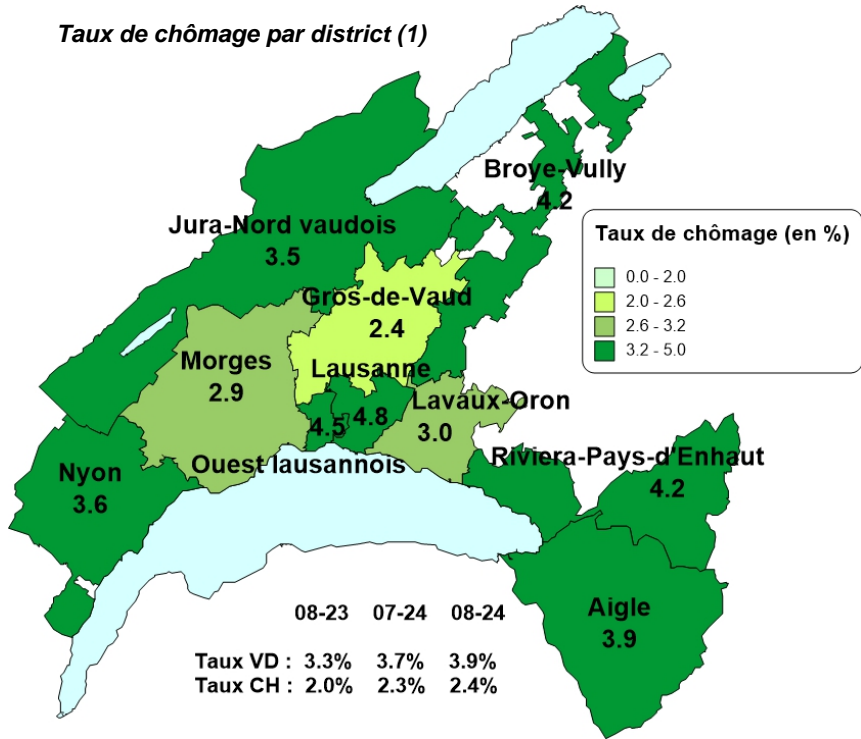 Taux de chômage par district (1)
Broye-Vully
4.2
Jura-Nord vaudois
3.5
Taux de chômage (en %)
0.0 - 2.0
2.0 - 2.6
2.6 - 3.2
3.2 - 5.0
Gros-de-Vaud
2.4
Morges
2.9
Lausanne
4.8
4.5
Ouest lausannois
Lavaux-Oron
3.0
Nyon
3.6
Riviera-Pays-d'Enhaut
4.2
Aigle
3.9
08-23 07-24 08-24
Taux VD : 3.3% 3.7% 3.9%
Taux CH : 2.0% 2.3% 2.4%